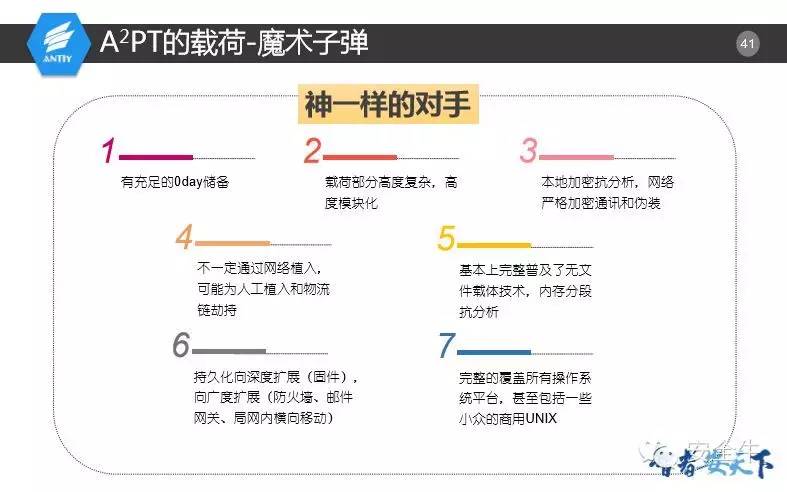 ANTIY
A²PT的载荷-魔术子弹
41
神一样的对手
1
有充足的0day储备
2
载荷部分高度复杂，高
度模块化
3
本地加密抗分析，网络
严格加密通讯和伪装
4
不一定通过网络植入，
可能为人工植入和物流
链劫持
5
基本上完整普及了无文
件载体技术，内存分段
抗分析
6
持久化向深度扩展（固件），
向广度扩展（防火墙、邮件
网关、局网内横向移动）
7
完整的覆盖所有操作系
统平台，甚至包括一些
小众的商用UNIX
安全牛
智者安天下